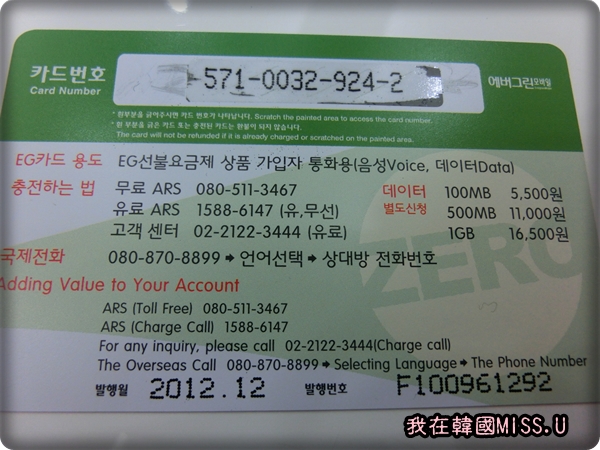 카드번호
Card Number
571-0032-924-2
에버그린모바일
* 흰부분을 긁어주시면 카드 번호가 나타납니다. Scratch the painted area to access the card number.
* 흰 부분을 긁은 카드 또는 충전된 카드는 환불이 되지 않습니다.
The card will not be refunded if it is already charged or scratched on the painted area.
EG카드 용도 EG선불요금제 상품 가입자 통화용(음성Voice, 데이터Data)
충전하는 법 무료 ARS 080-511-3467 데이터 100MB 5,500원
유료 ARS 1588-6147 (유,무선) 별도신청 500MB 11,000원
고객 센터 02-2122-3444 (유료) 1GB 16,500원
국제전화 080-870-8899 ➡ 언어선택 ➡ 상대방 전화번호
ZERO
Adding Value to Your Account
ARS (Toll Free) 080-511-3467
ARS (Charge Call) 1588-6147
For any inquiry, please call 02-2122-3444(Charge call)
The Overseas Call 080-870-8899 ➡ Selecting Language ➡ The Phone Number
발행월 2012.12 발행번호 F100961292
我在韓國MISS.U